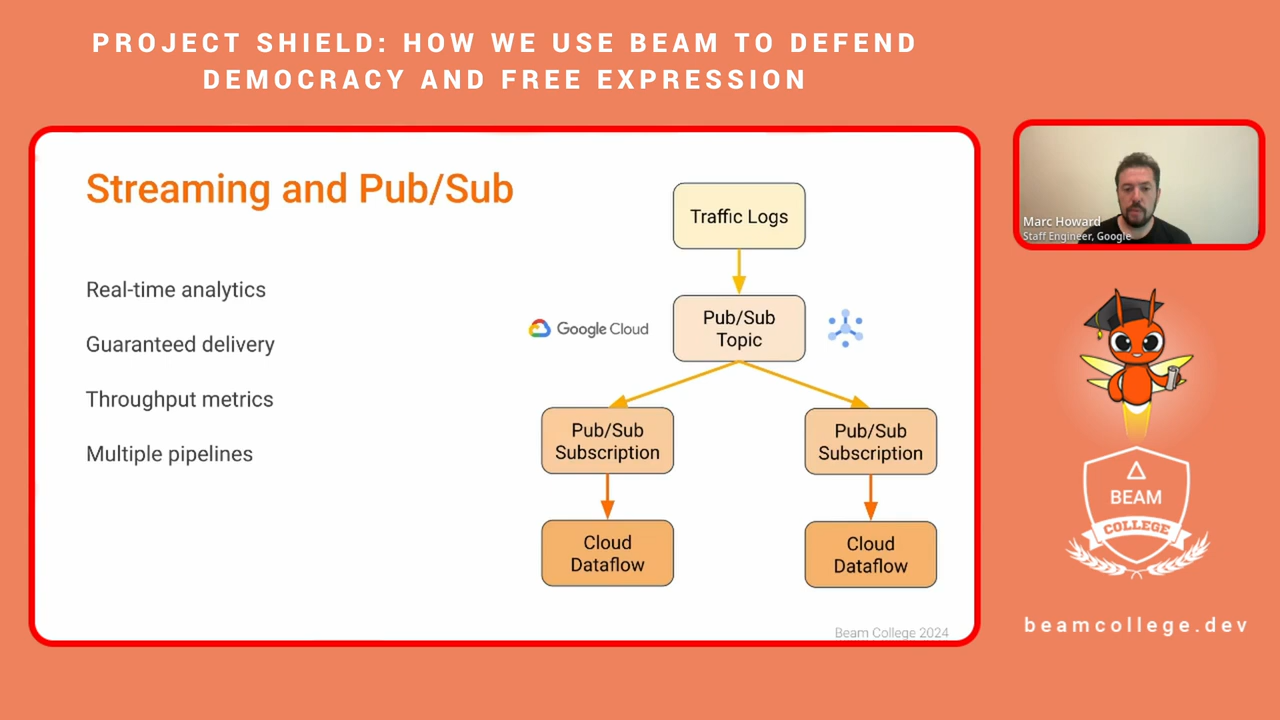 PROJECT SHIELD: HOW WE USE BEAM TO DEFEND
DEMOCRACY AND FREE EXPRESSION
Streaming and Pub/Sub
Real-time analytics
Guaranteed delivery
Throughput metrics
Multiple pipelines
Traffic Logs
Google Cloud
Pub/Sub
Topic
Pub/Sub
Subscription
Pub/Sub
Subscription
Cloud
Dataflow
Cloud
Dataflow
Beam College 2024
Marc Howard
Staff Engineer, Google
BEAM
COLLEGE
beamcollege.dev